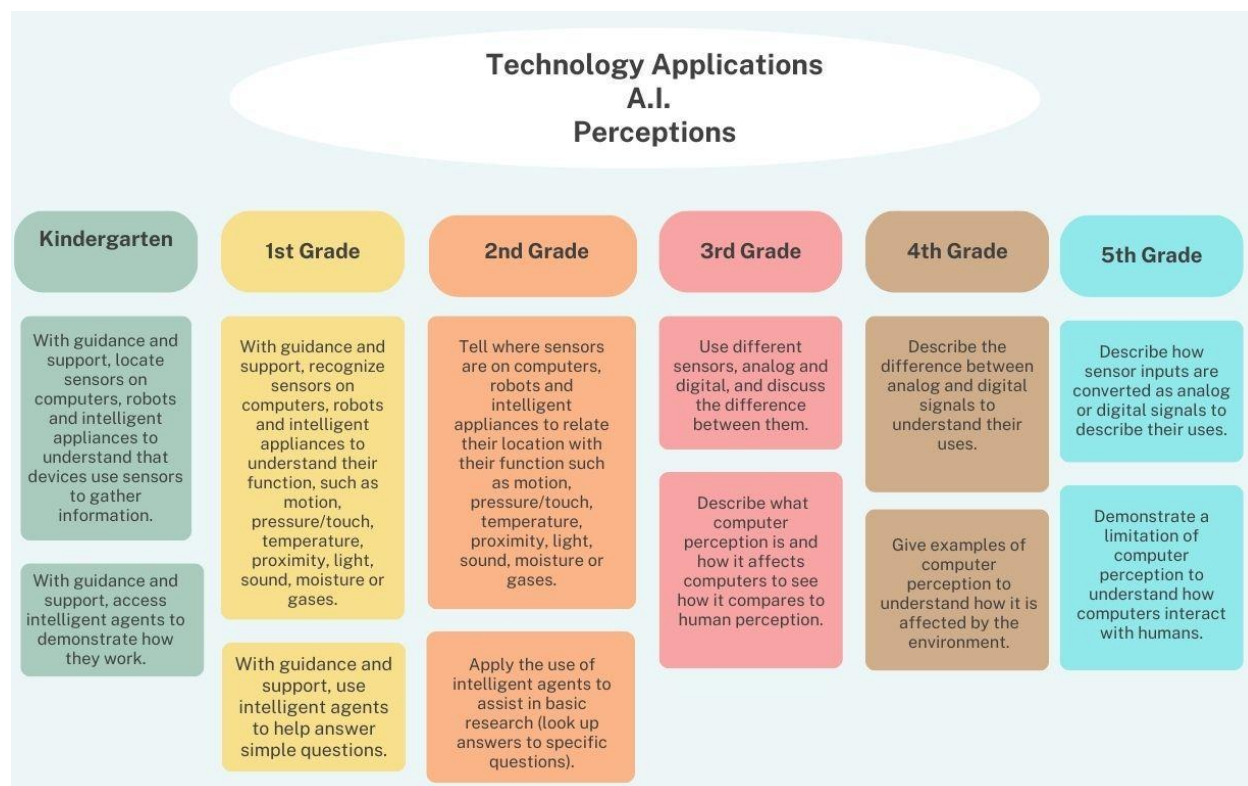 Technology Applications
A.I.
Perceptions
Kindergarten
With guidance and
support, locate
sensors on
computers, robots
and intelligent
appliances to
understand that
devices use sensors
to gather
information.
With guidance and
support, access
intelligent agents to
demonstrate how
they work.
1st Grade
With guidance and
support, recognize
sensors on
computers, robots
and intelligent
appliances to
understand their
function, such as
motion,
pressure/touch,
temperature,
proximity, light,
sound, moisture or
gases.
With guidance and
support, use
intelligent agents
to help answer
simple questions.
2nd Grade
Tell where sensors
are on computers,
robots and
intelligent
appliances to relate
their location with
their function such
as motion,
pressure/touch,
temperature,
proximity, light,
sound, moisture or
gases.
Apply the use of
intelligent agents to
assist in basic
research (look up
answers to specific
questions).
3rd Grade
Use different
sensors, analog and
digital, and discuss
the difference
between them.
Describe what
computer
perception is and
how it affects
computers to see
how it compares to
human perception.
4th Grade
Describe the
difference between
analog and digital
signals to
understand their
uses.
Give examples of
computer
perception to
understand how it is
affected by the
environment.
5th Grade
Describe how
sensor inputs are
converted as analog
or digital signals to
describe their uses.
Demonstrate a
limitation of
computer
perception to
understand how
computers interact
with humans.